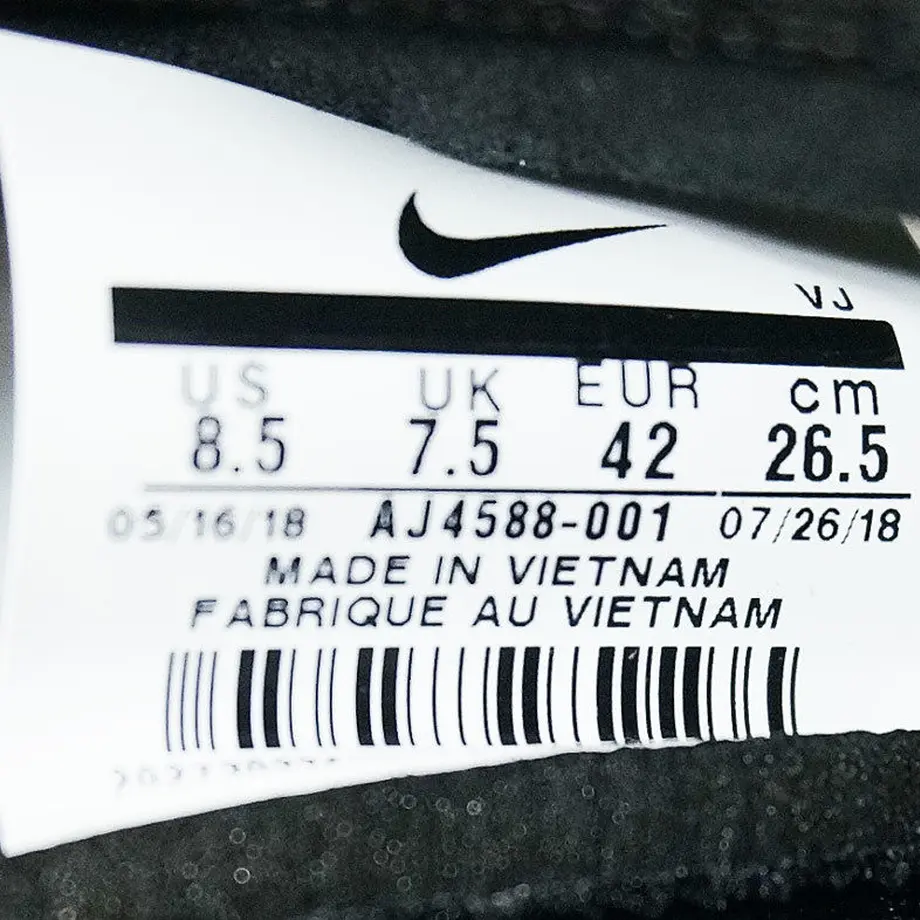 VJ
US UK EUR cm
8.5 7.5 42 26.5
05/16/18 AJ4588-001 07/26/18
MADE IN VIETNAM
FABRIQUE AU VIETNAM